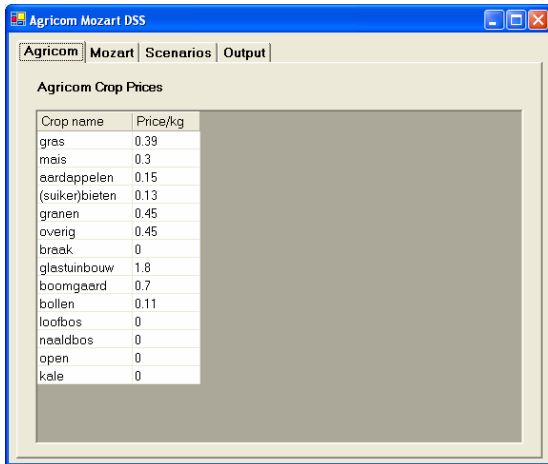 Agricom Mozart DSS
Agricom Mozart Scenarios Output
Agricom Crop Prices
Crop name Price/kg
gras 0.39
mais 0.3
aardappelen 0.15
(suiker)bieten 0.13
granen 0.45
overig 0.45
braak 0
glastuinbouw 1.8
boomgaard 0.7
bollen 0.11
loofbos 0
naaldbos 0
open 0
kale 0